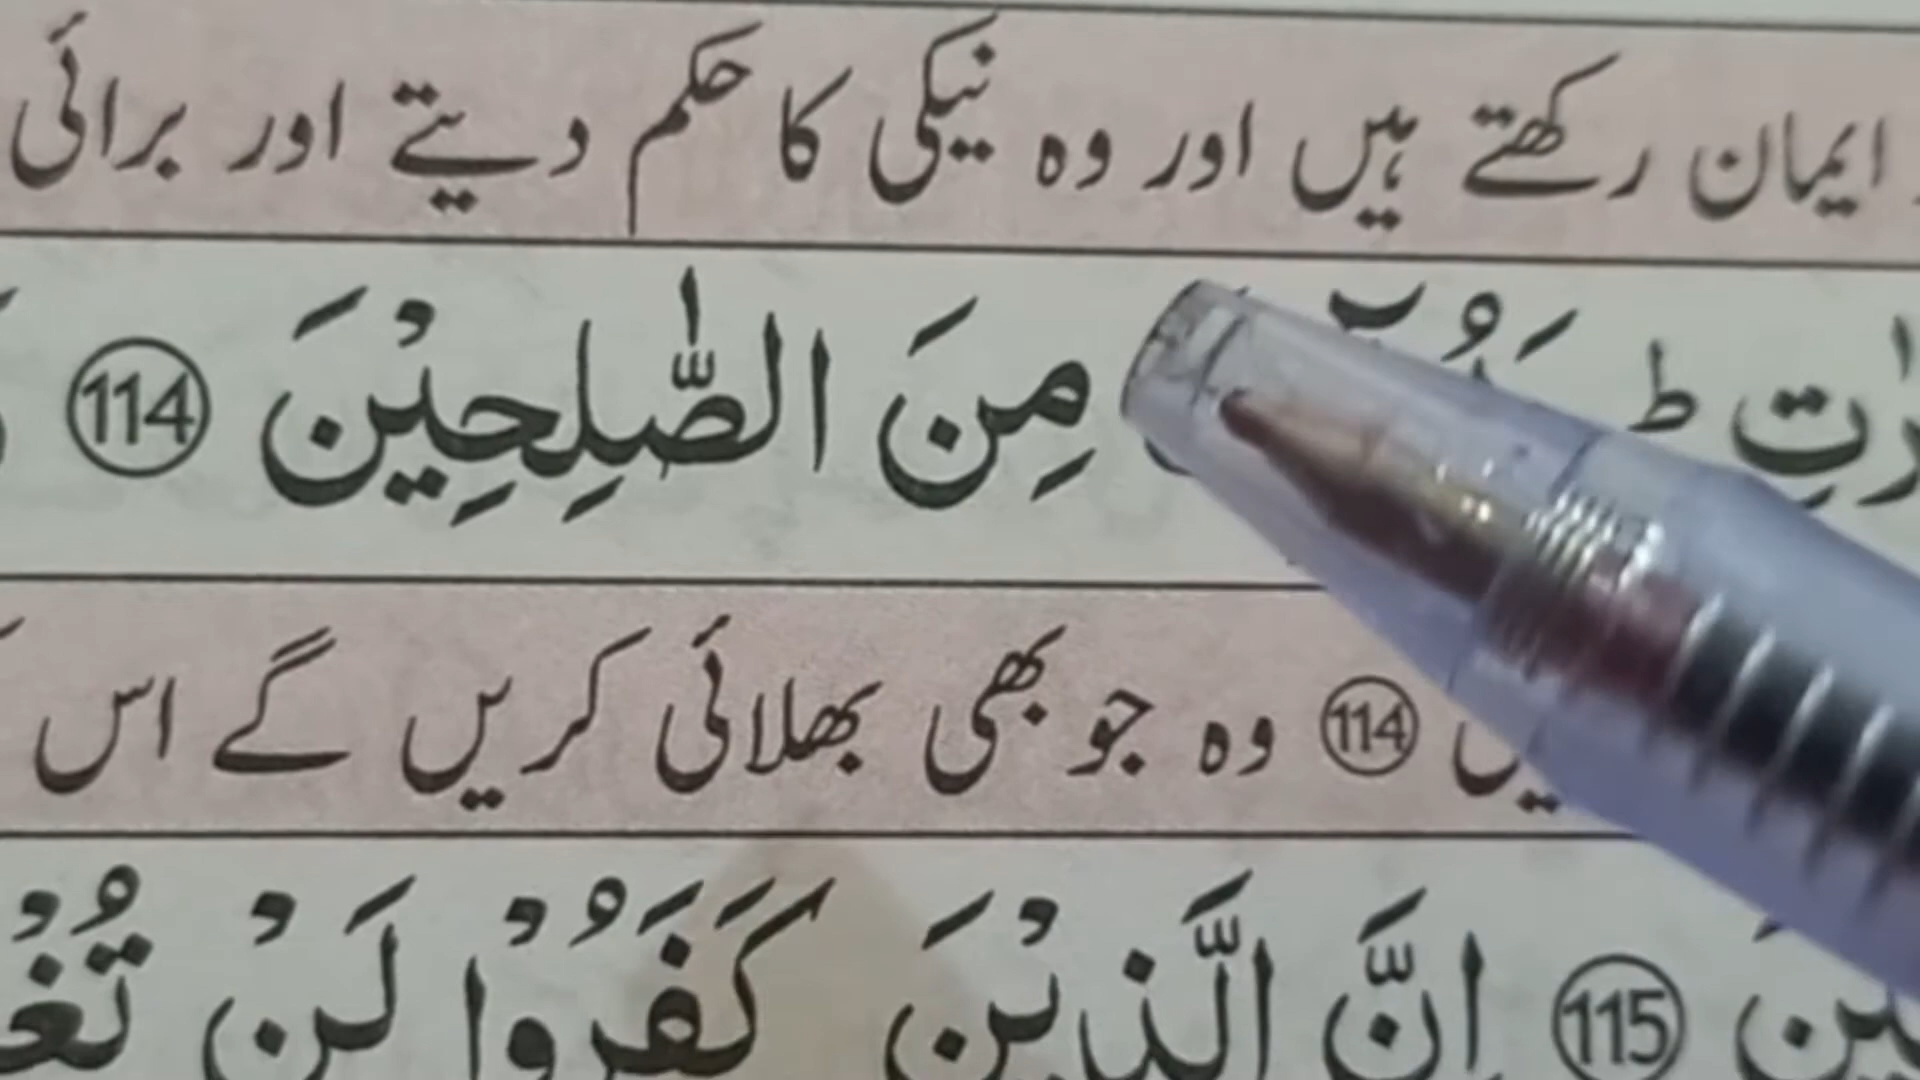 ایمان رکھتے ہیں اور وہ نیکی کا حکم دیتے اور برائی
مِنَ الصّٰلِحِیْنَ 114
114 وہ جو بھی بھلائی کریں گے اس
115 اِنَّ الَّذِیْنَ كَفَرُوْا لَنْ